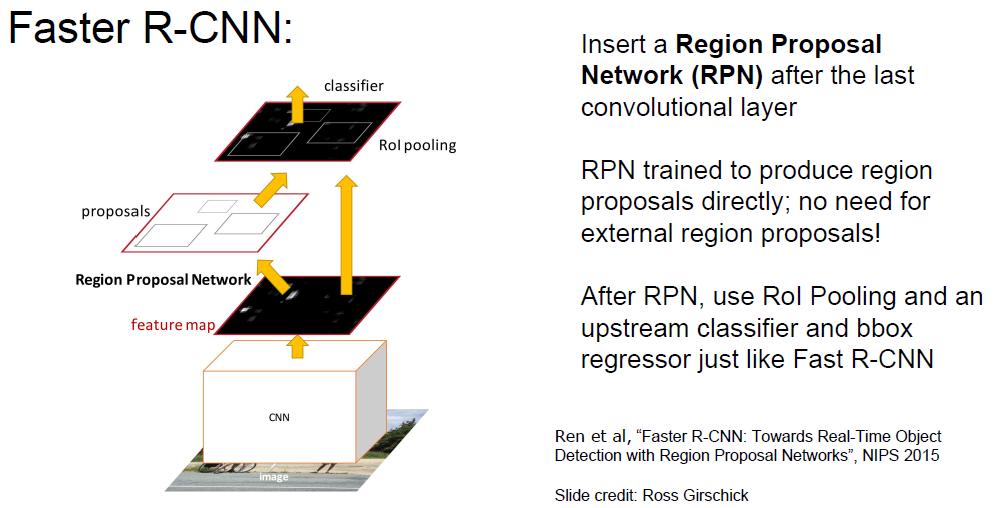 Faster R-CNN:
classifier
RoI pooling
proposals
Region Proposal Network
feature map
CNN
image
Insert a Region Proposal
Network (RPN) after the last
convolutional layer
RPN trained to produce region
proposals directly; no need for
external region proposals!
After RPN, use RoI Pooling and an
upstream classifier and bbox
regressor just like Fast R-CNN
Ren et al, “Faster R-CNN: Towards Real-Time Object
Detection with Region Proposal Networks”, NIPS 2015
Slide credit: Ross Girschick